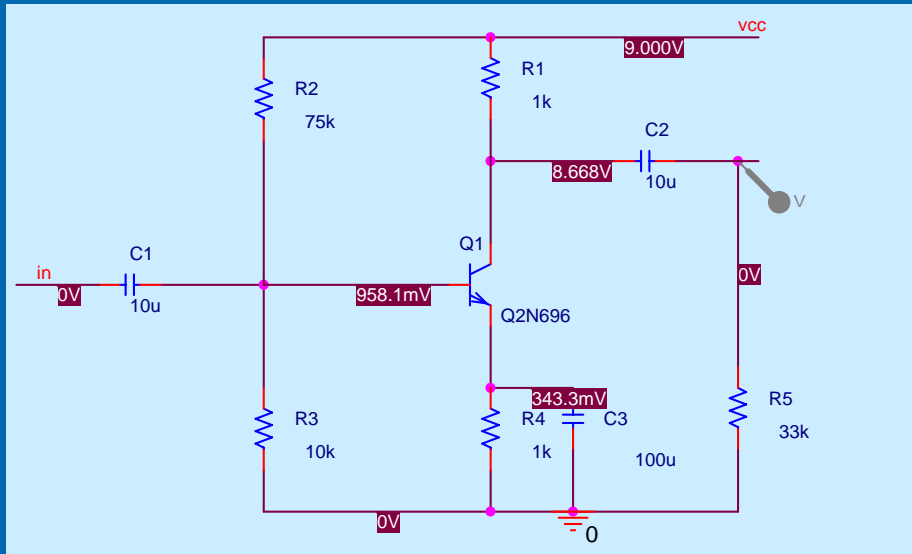 vcc
9.000V
R1
1k
R2
75k
C2
8.668V
10u
V
Q1
C1
in
0V
10u
958.1mV
0V
Q2N696
343.3mV
R3
10k
R4
1k
C3
100u
R5
33k
0V
0